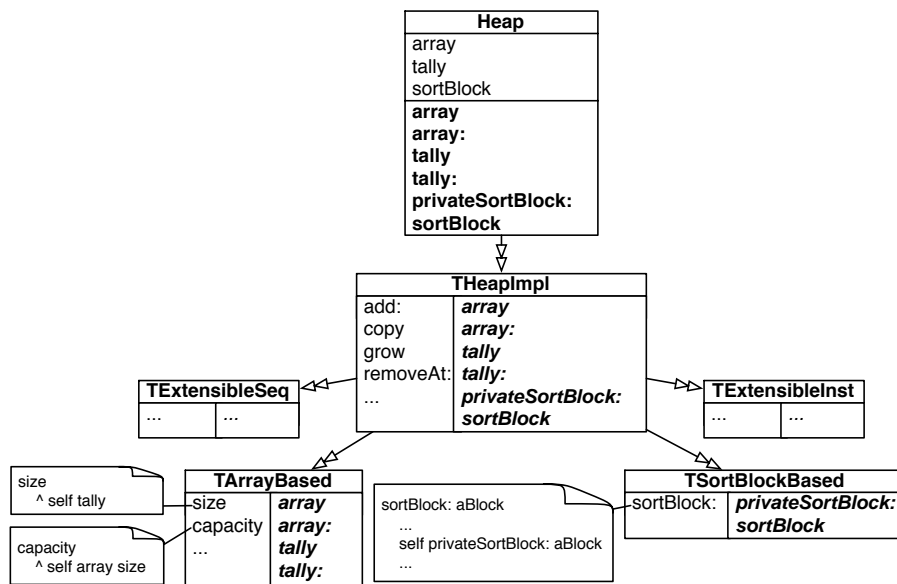 Heap
array
tally
sortBlock
array
array:
tally
tally:
privateSortBlock:
sortBlock
THeapImpl
add:
copy
grow
removeAt:
...
array
array:
tally
tally:
privateSortBlock:
sortBlock
TExtensibleSeq
... ...
TExtensibleInst
... ...
TArrayBased
size
capacity
...
array
array:
tally
tally:
size
^ self tally
capacity
^ self array size
sortBlock: aBlock
...
self privateSortBlock: aBlock
...
TSortBlockBased
sortBlock:
privateSortBlock:
sortBlock